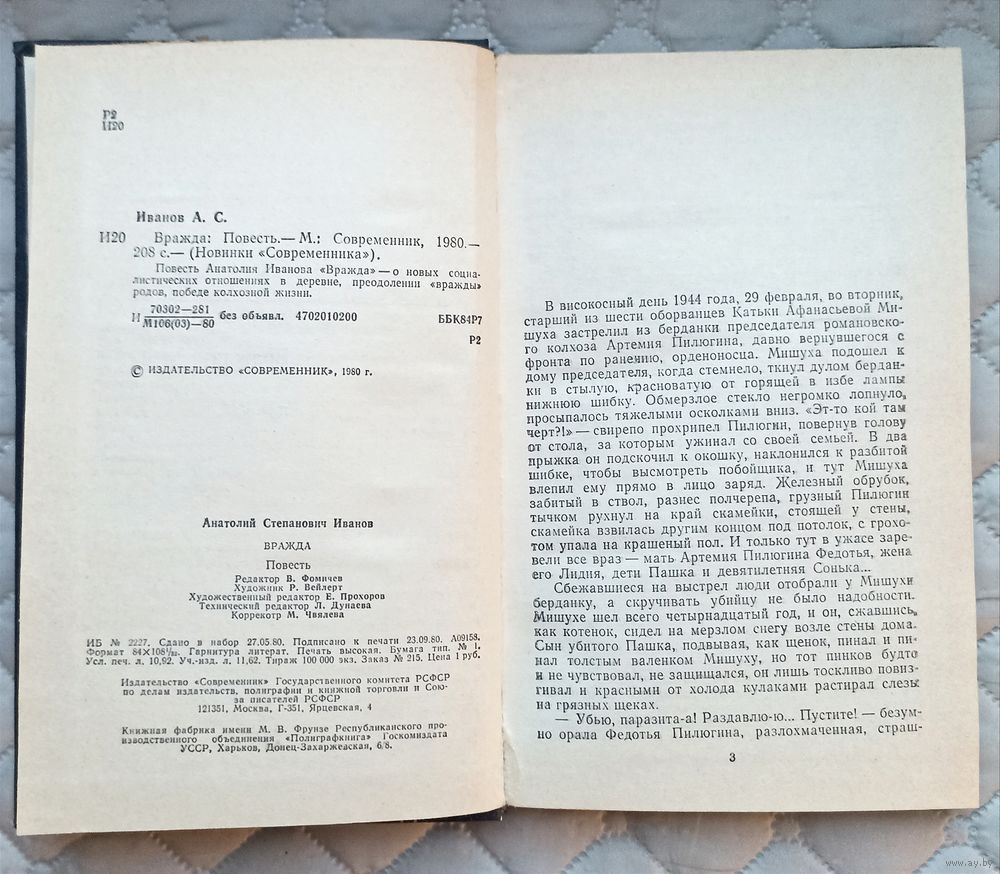 Р2
И20
Иванов А. С.
И20 Вражда: Повесть.— М.: Современник, 1980.—
208 с.— (Новинки «Современника»).
Повесть Анатолия Иванова «Вражда» — о новых социа-
листических отношениях в деревне, преодолении «вражды»
родов, победе колхозной жизни.
И 70302—281 без объявл. 4702010200 ББК84Р7
М106(03)—80
Р2
© ИЗДАТЕЛЬСТВО «СОВРЕМЕННИК», 1980 г.
Анатолий Степанович Иванов
ВРАЖДА
Повесть
Редактор В. Фомичев
Художник Р. Вейлерт
Художественный редактор Е. Прохоров
Технический редактор Л. Дунаева
Корректор М. Чвялева
ИБ № 2227. Сдано в набор 27.05.80. Подписано к печати 23.09.80. А09158.
Формат 84×108¹/₃₂. Гарнитура литерат. Печать высокая. Бумага тип. № 1.
Усл. печ. л. 10,92. Уч.-изд. л. 11,62. Тираж 100 000 экз. Заказ № 215. Цена 1 руб.
Издательство «Современник» Государственного комитета РСФСР
по делам издательств, полиграфии и книжной торговли и Сою-
за писателей РСФСР
121351, Москва, Г-351, Ярцевская, 4
Книжная фабрика имени М. В. Фрунзе Республиканского про-
изводственного объединения «Полиграфкнига» Госкомиздата
УССР, Харьков, Донец-Захаржевская, 6/8.
В високосный день 1944 года, 29 февраля, во вторник,
старший из шести оборванцев Катьки Афанасьевой Ми-
шуха застрелил из берданки председателя романовско-
го колхоза Артемия Пилюгина, давно вернувшегося с
фронта по ранению, орденоносца. Мишуха подошел к
дому председателя, когда стемнело, ткнул дулом бердан-
ки в стылую, красноватую от горящей в избе лампы
нижнюю шибку. Обмерзлое стекло негромко лопнуло,
просыпалось тяжелыми осколками вниз. «Эт-то кой там
черт?!» — свирепо прохрипел Пилюгин, повернув голову
от стола, за которым ужинал со своей семьей. В два
прыжка он подскочил к окошку, наклонился к разбитой
шибке, чтобы высмотреть побойщика, и тут Мишуха
влепил ему прямо в лицо заряд. Железный обрубок,
забитый в ствол, разнес полчерепа, грузный Пилюгин
тычком рухнул на край скамейки, стоящей у стены,
скамейка взвилась другим концом под потолок, с грохо-
том упала на крашеный пол. И только тут в ужасе заре-
вели все враз — мать Артемия Пилюгина Федотья, жена
его Лидия, дети Пашка и девятилетняя Сонька...
Сбежавшиеся на выстрел люди отобрали у Мишухи
берданку, а скручивать убийцу не было надобности.
Мишухе шел всего четырнадцатый год, и он, сжавшись,
как котенок, сидел на мерзлом снегу возле стены дома.
Сын убитого Пашка, подвывая, как щенок, пинал и пи-
нал толстым валенком Мишуху, но тот пинков будто
и не чувствовал, не защищался, он лишь тоскливо повиз-
гивал и красными от холода кулаками растирал слезы
на грязных щеках.
— Убью, паразита-а! Раздавлю-ю... Пустите! — безум-
но орала Федотья Пилюгина, разлохмаченная, страш-
3
www.ay.by